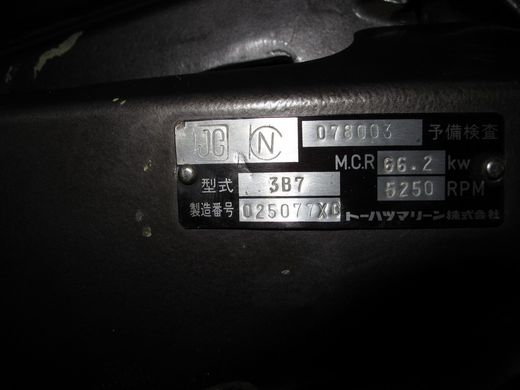 JG N 078003 予備検査
M.C.R 66.2 kw
型式 3B7 5250 RPM
製造番号 025077XD トーハツマリーン株式会社